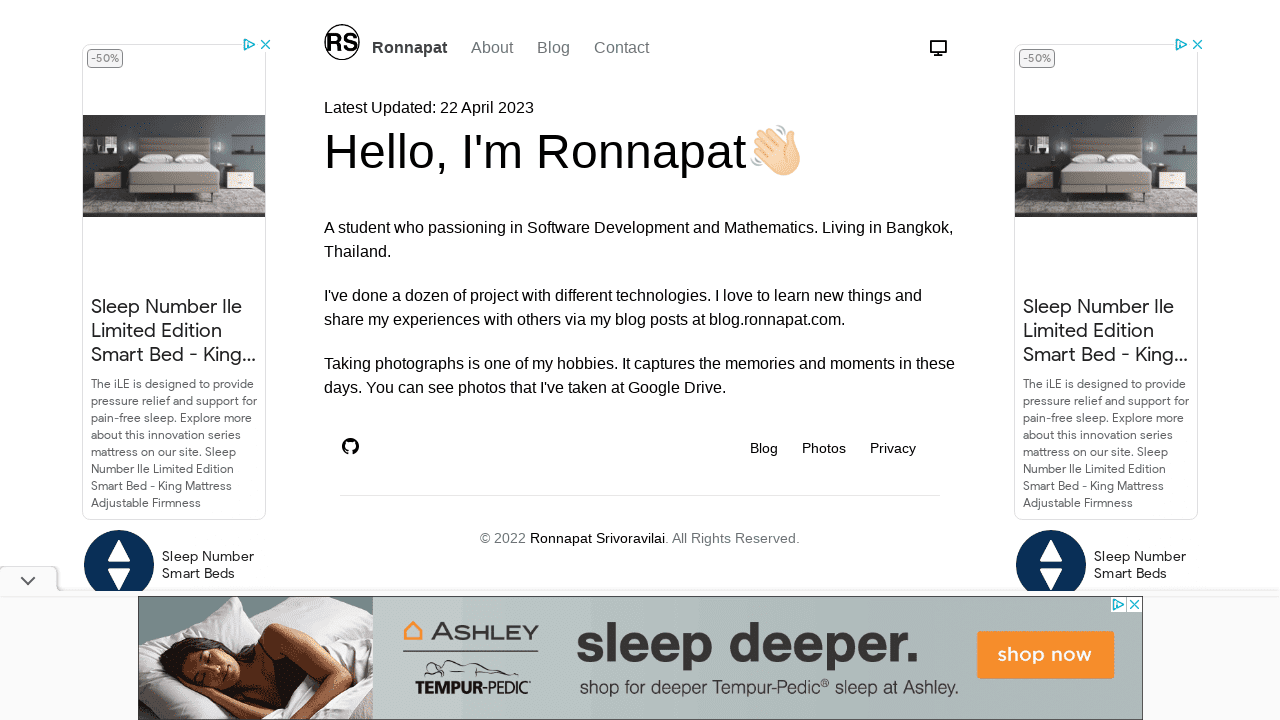 RS
Ronnapat
About
Blog
Contact
Latest Updated: 22 April 2023
Hello, I'm Ronnapat
A student who passioning in Software Development and Mathematics. Living in Bangkok,
Thailand.
I've done a dozen of project with different technologies. I love to learn new things and
share my experiences with others via my blog posts at blog.ronnapat.com.
Taking photographs is one of my hobbies. It captures the memories and moments in these
days. You can see photos that I've taken at Google Drive.
Blog
Photos
Privacy
© 2022 Ronnapat Srivoravilai. All Rights Reserved.
-50%
Sleep Number Ile
Limited Edition
Smart Bed - King...
The iLE is designed to provide
pressure relief and support for
pain-free sleep. Explore more
about this innovation series
mattress on our site. Sleep
Number Ile Limited Edition
Smart Bed - King Mattress
Adjustable Firmness
Sleep Number
Smart Beds
-50%
Sleep Number Ile
Limited Edition
Smart Bed - King...
The iLE is designed to provide
pressure relief and support for
pain-free sleep. Explore more
about this innovation series
mattress on our site. Sleep
Number Ile Limited Edition
Smart Bed - King Mattress
Adjustable Firmness
Sleep Number
Smart Beds
ASHLEY
TEMPUR-PEDIC®
sleep deeper.
shop for deeper Tempur-Pedic® sleep at Ashley.
shop now